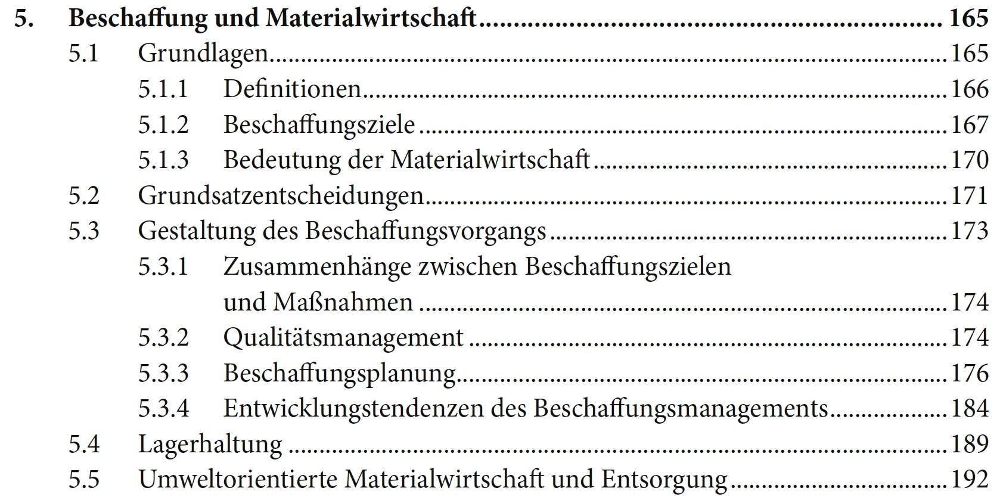 5. Beschaffung und Materialwirtschaft.................................................................. 165
5.1 Grundlagen.................................................................................................. 165
5.1.1 Definitionen..................................................................................... 166
5.1.2 Beschaffungsziele ............................................................................ 167
5.1.3 Bedeutung der Materialwirtschaft................................................... 170
5.2 Grundsatzentscheidungen........................................................................... 171
5.3 Gestaltung des Beschaffungsvorgangs ......................................................... 173
5.3.1 Zusammenhänge zwischen Beschaffungszielen
und Maßnahmen ............................................................................ 174
5.3.2 Qualitätsmanagement ..................................................................... 174
5.3.3 Beschaffungsplanung....................................................................... 176
5.3.4 Entwicklungstendenzen des Beschaffungsmanagements................. 184
5.4 Lagerhaltung ............................................................................................... 189
5.5 Umweltorientierte Materialwirtschaft und Entsorgung............................... 192